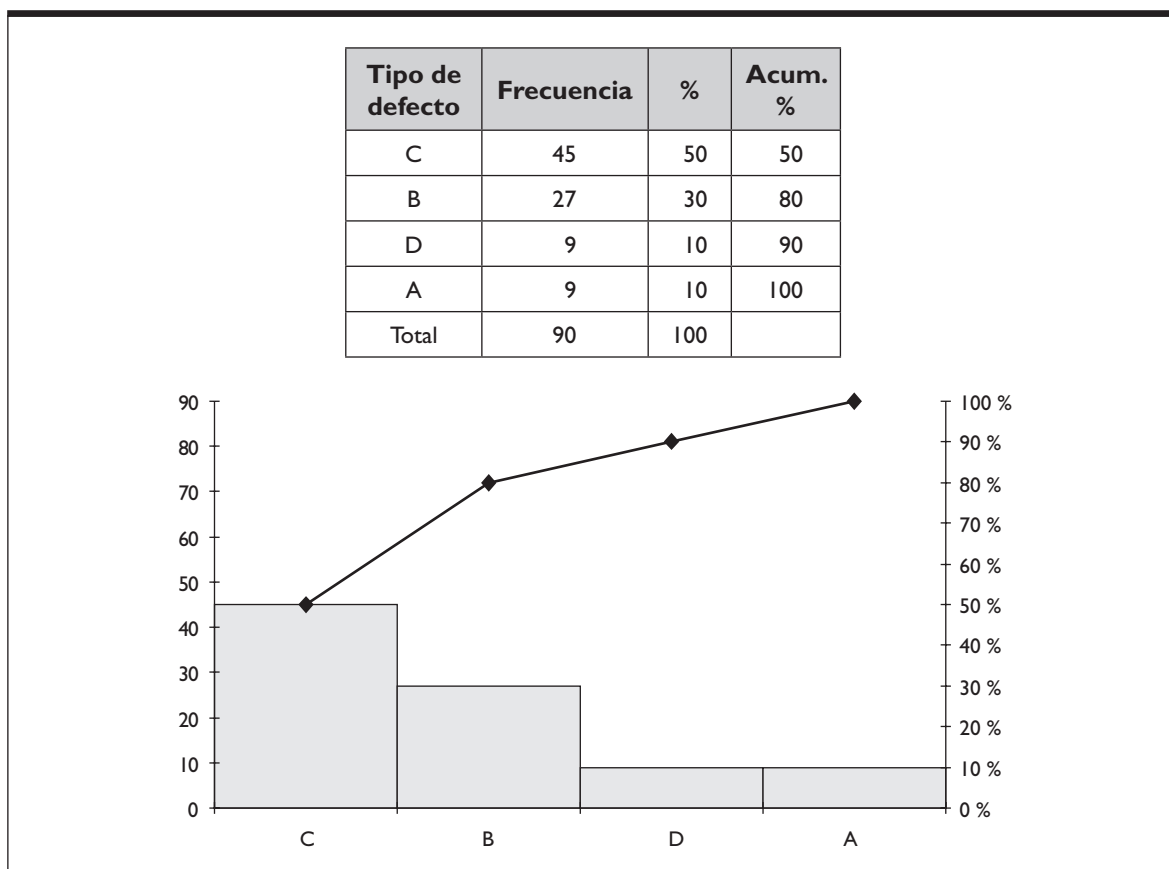 Tipo de defecto Frecuencia % Acum. %
C 45 50 50
B 27 30 80
D 9 10 90
A 9 10 100
Total 90 100
90 100 %
80 90 %
70 80 %
60 70 %
50 60 %
40 50 %
30 40 %
20 30 %
10 20 %
0 10 %
0 %
C B D A